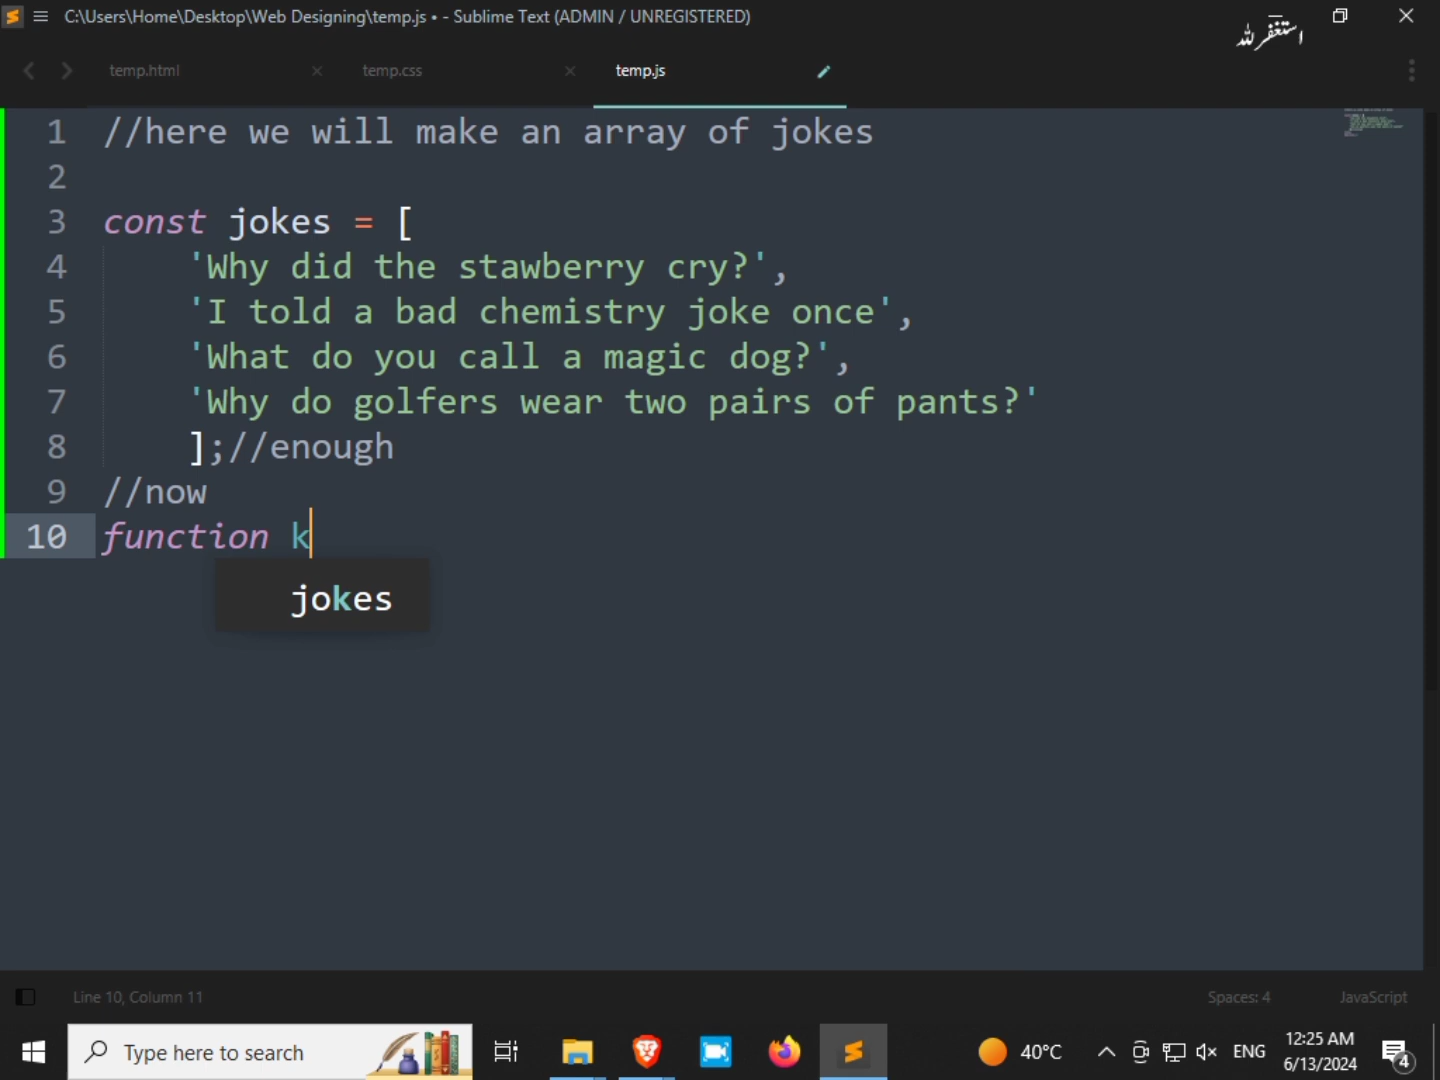 C:\Users\Home\Desktop\Web Designing\temp.js • - Sublime Text (ADMIN / UNREGISTERED)
استغفر لله
temp.html
temp.css
temp.js
1 //here we will make an array of jokes
2
3 const jokes = [
4 'Why did the stawberry cry?',
5 'I told a bad chemistry joke once',
6 'What do you call a magic dog?',
7 'Why do golfers wear two pairs of pants?'
8 ];//enough
9 //now
10 function k
jokes
Line 10, Column 11
Spaces: 4
JavaScript
Type here to search
40°C
ENG
12:25 AM
6/13/2024
4